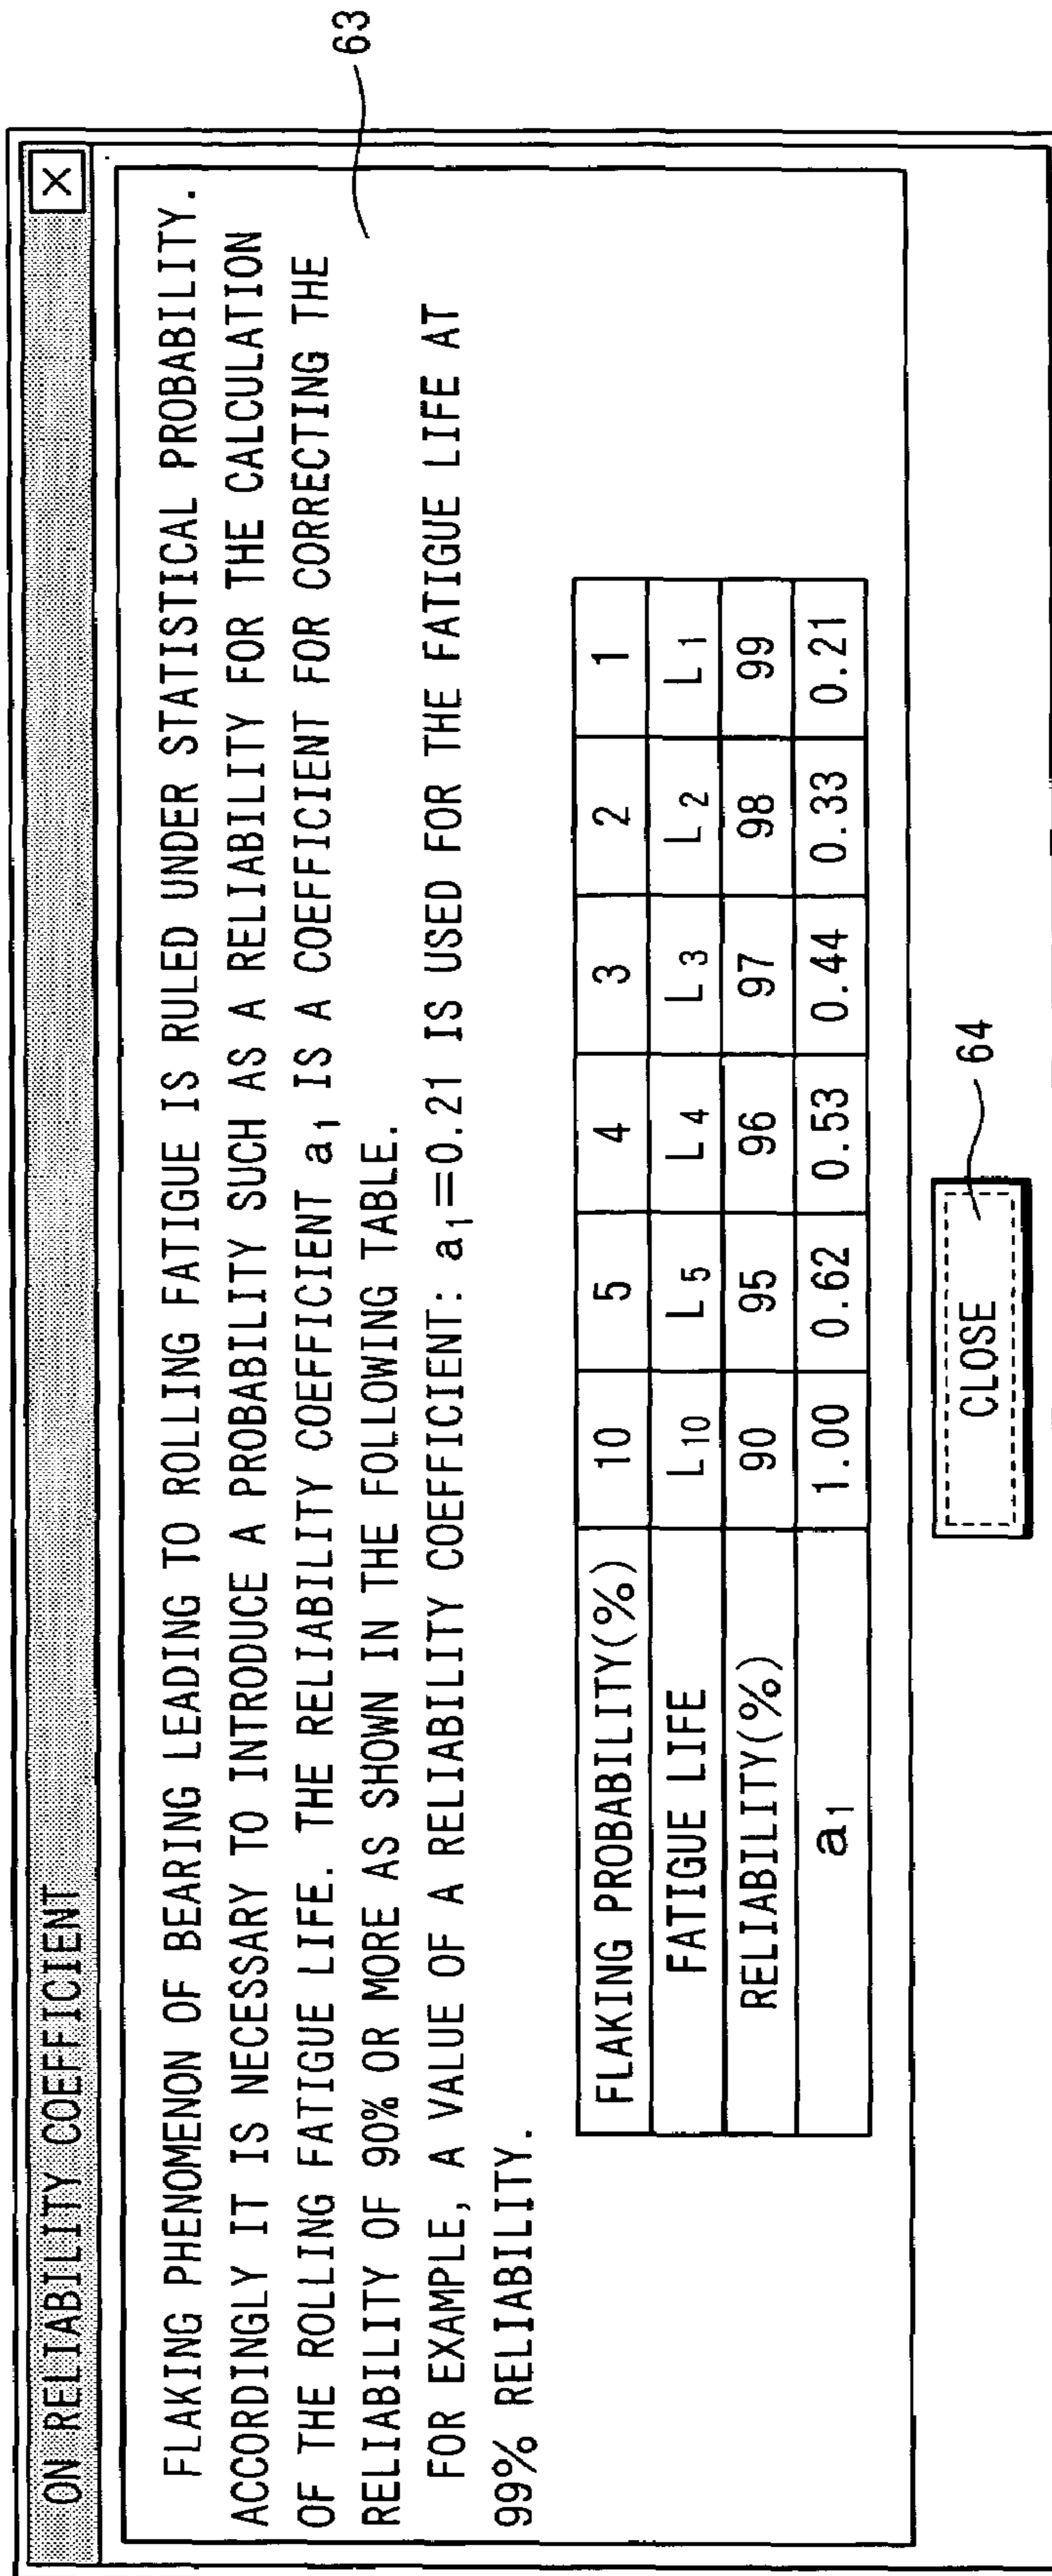 ON RELIABILITY COEFFICIENT
X
FLAKING PHENOMENON OF BEARING LEADING TO ROLLING FATIGUE IS RULED UNDER STATISTICAL PROBABILITY.
ACCORDINGLY IT IS NECESSARY TO INTRODUCE A PROBABILITY SUCH AS A RELIABILITY FOR THE CALCULATION
OF THE ROLLING FATIGUE LIFE. THE RELIABILITY COEFFICIENT a₁ IS A COEFFICIENT FOR CORRECTING THE
RELIABILITY OF 90% OR MORE AS SHOWN IN THE FOLLOWING TABLE.
FOR EXAMPLE, A VALUE OF A RELIABILITY COEFFICIENT: a₁=0.21 IS USED FOR THE FATIGUE LIFE AT
99% RELIABILITY.
63
FLAKING PROBABILITY(%) 10 5 4 3 2 1
FATIGUE LIFE L₁₀ L₅ L₄ L₃ L₂ L₁
RELIABILITY(%) 90 95 96 97 98 99
a₁ 1.00 0.62 0.53 0.44 0.33 0.21
CLOSE
64